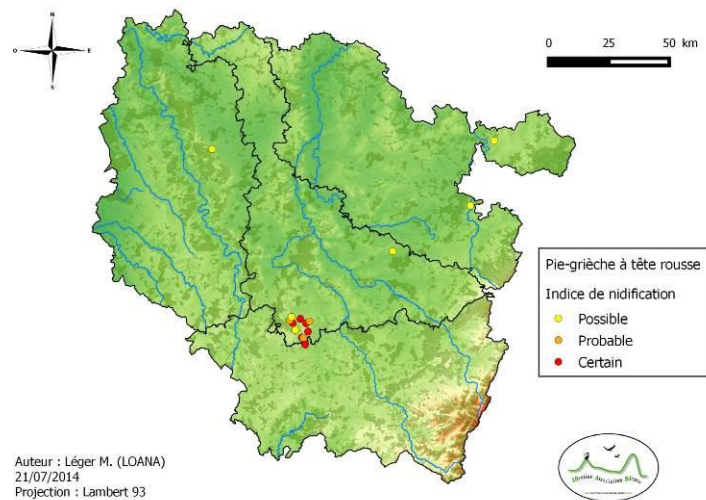 N
O
E
S
0 25 50 km
Pie-grièche à tête rousse
Indice de nidification
Possible
Probable
Certain
Auteur : Léger M. (LOANA)
21/07/2014
Projection : Lambert 93